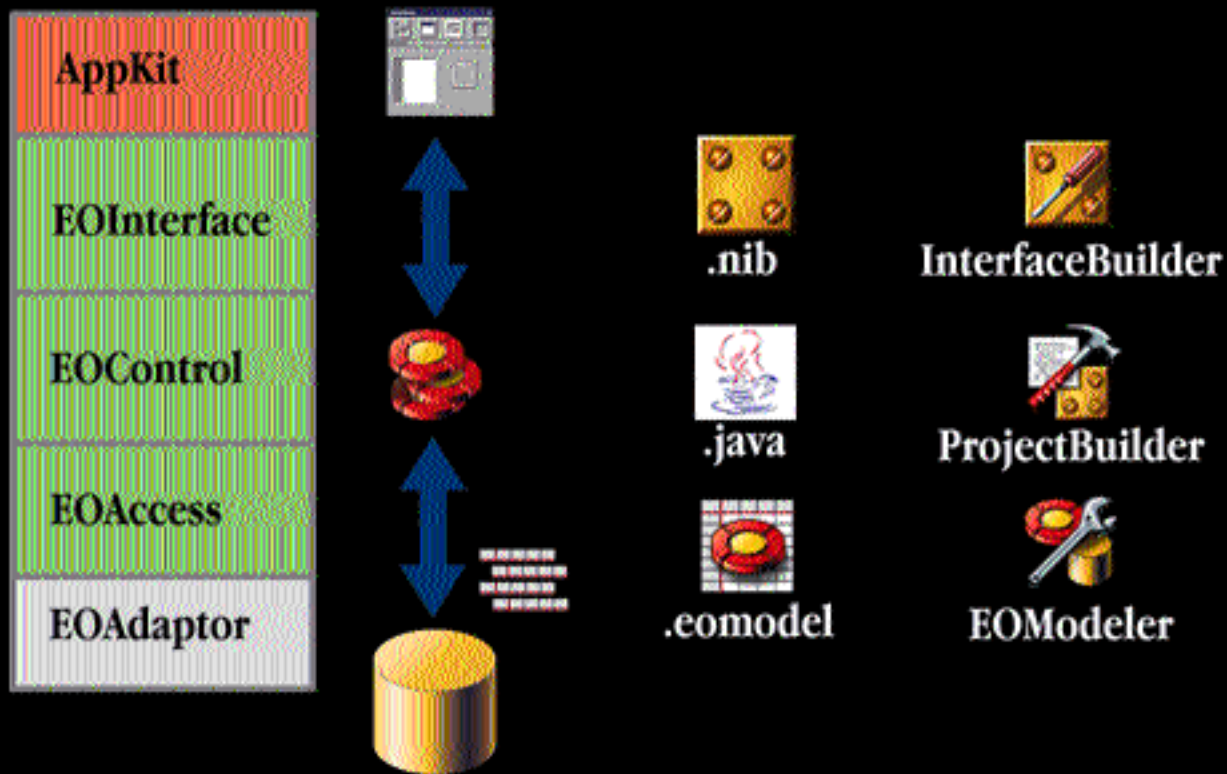 AppKit
EOInterface
EOControl
EOAccess
EOAdaptor
.nib
InterfaceBuilder
.java
ProjectBuilder
.eomodel
EOModeler